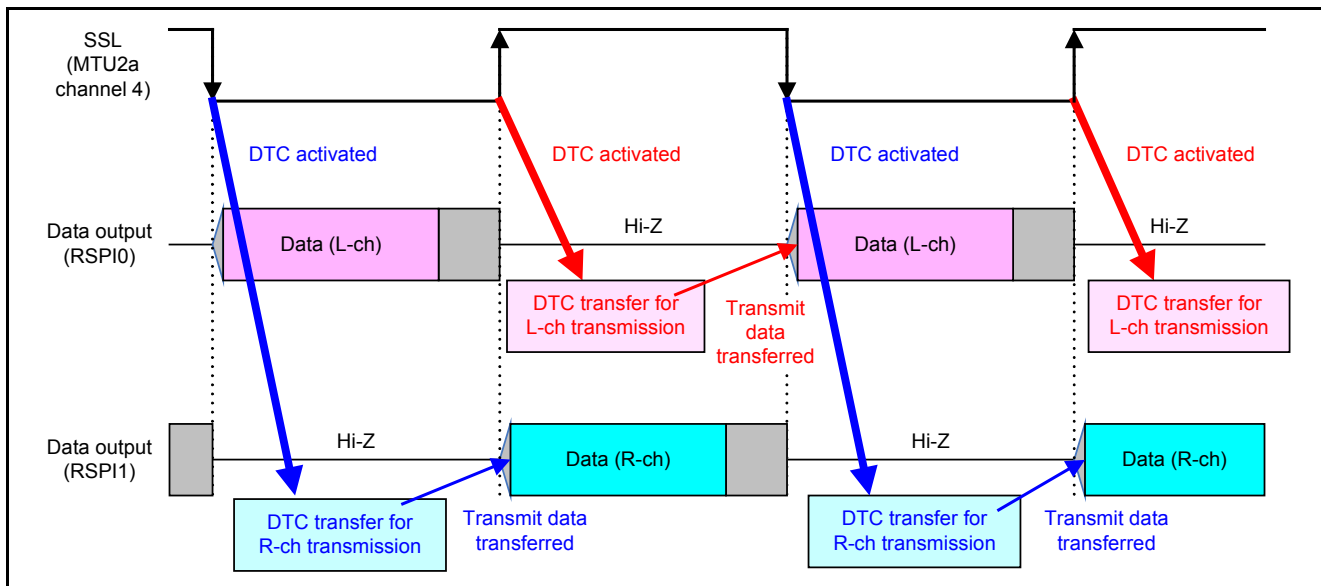 SSL
(MTU2a
channel 4)
DTC activated
DTC activated
DTC activated
DTC activated
Data output
(RSPI0)
Data (L-ch)
Hi-Z
Data (L-ch)
Hi-Z
DTC transfer for
L-ch transmission
Transmit
data
transferred
DTC transfer for
L-ch transmission
Data output
(RSPI1)
Hi-Z
Data (R-ch)
Hi-Z
Data (R-ch)
DTC transfer for
R-ch transmission
Transmit data
transferred
DTC transfer for
R-ch transmission
Transmit data
transferred